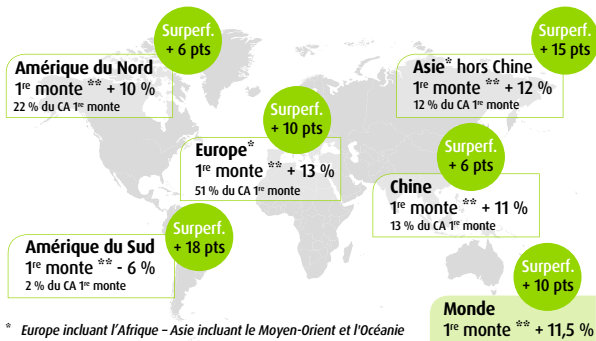 Surperf.
+ 6 pts
Amérique du Nord
1re monte ** + 10 %
22 % du CA 1re monte
Surperf.
+ 15 pts
Asie* hors Chine
1re monte ** + 12 %
12 % du CA 1re monte
Surperf.
+ 10 pts
Europe*
1re monte ** + 13 %
51 % du CA 1re monte
Surperf.
+ 6 pts
Chine
1re monte ** + 11 %
13 % du CA 1re monte
Surperf.
+ 18 pts
Amérique du Sud
1re monte ** - 6 %
2 % du CA 1re monte
Surperf.
+ 10 pts
Monde
1re monte ** + 11,5 %
* Europe incluant l'Afrique – Asie incluant le Moyen-Orient et l'Océanie